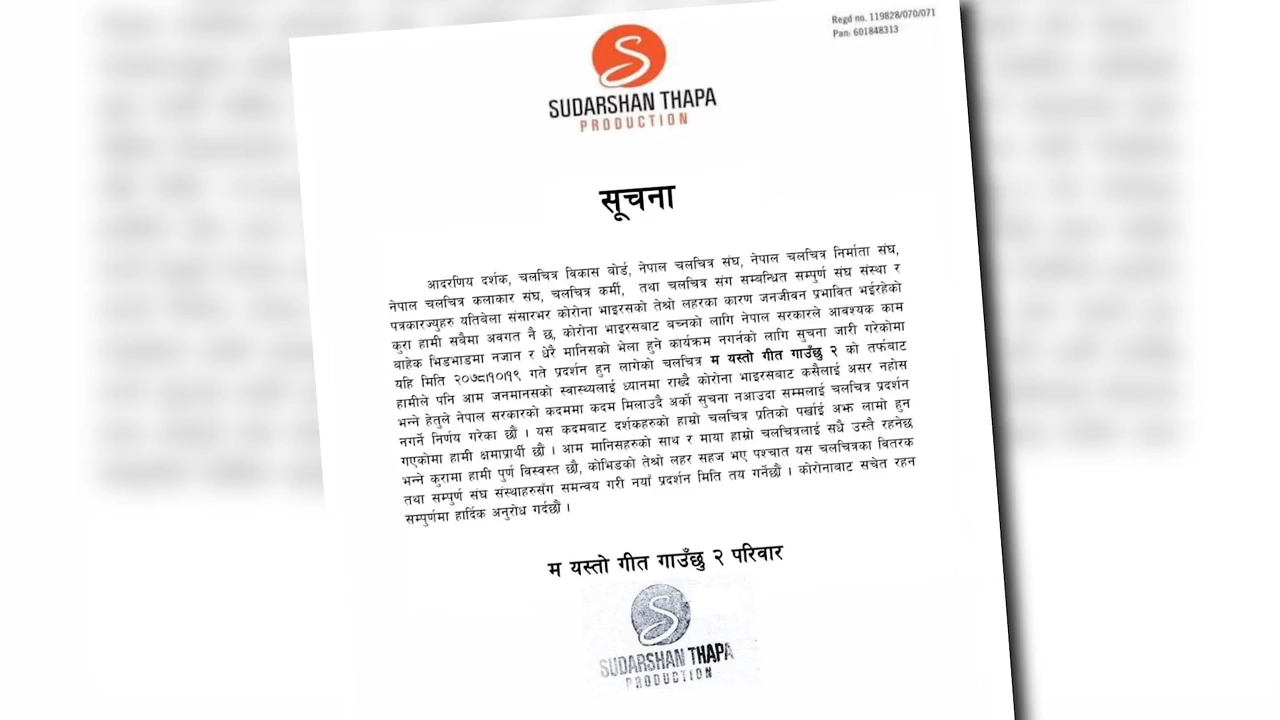 Regd no. 119828/070/071
Pan: 601848313
SUDARSHAN THAPA
PRODUCTION
सूचना
आदरणिय दर्शक, चलचित्र विकास बोर्ड, नेपाल चलचित्र संघ, नेपाल चलचित्र निर्माता संघ,
नेपाल चलचित्र कलाकार संघ, चलचित्र कर्मी, तथा चलचित्र संग सम्बन्धित सम्पुर्ण संघ संस्था र
पत्रकारज्युहरु यतिबेला संसारभर कोरोना भाइरसको तेश्रो लहरका कारण जनजीवन प्रभावित भईरहेको
कुरा हामी सबैमा अवगत नै छ, कोरोना भाइरसबाट बच्नको लागि नेपाल सरकारले आवश्यक काम
बाहेक भिडभाडमा नजान र धेरै मानिसको भेला हुने कार्यक्रम नगर्नको लागि सुचना जारी गरेकोमा
यहि मिति २०७८।१०।१९ गते प्रदर्शन हुन लागेको चलचित्र म यस्तो गीत गाउँछु २ को तर्फबाट
हामीले पनि आम जनमानसको स्वास्थ्यलाई ध्यानमा राख्दै कोरोना भाइरसबाट कसैलाई असर नहोस
भन्ने हेतुले नेपाल सरकारको कदममा कदम मिलाउदै अर्को सुचना नआउदा सम्मलाई चलचित्र प्रदर्शन
नगर्ने निर्णय गरेका छौं । यस कदमबाट दर्शकहरुको हाम्रो चलचित्र प्रतिको पर्खाई अझ लामो हुन
गएकोमा हामी क्षमाप्रार्थी छौं । आम मानिसहरुको साथ र माया हाम्रो चलचित्रलाई सधै उस्तै रहनेछ
भन्ने कुरामा हामी पुर्ण विस्वस्त छौ, कोभिडको तेश्रो लहर सहज भए पश्चात यस चलचित्रका वितरक
तथा सम्पुर्ण संघ संस्थाहरुसँग समन्वय गरी नयाँ प्रदर्शन मिति तय गर्नेछौं । कोरोनाबाट सचेत रहन
सम्पुर्णमा हार्दिक अनुरोध गर्दछौं ।
म यस्तो गीत गाउँछु २ परिवार
SUDARSHAN THAPA
PRODUCTION